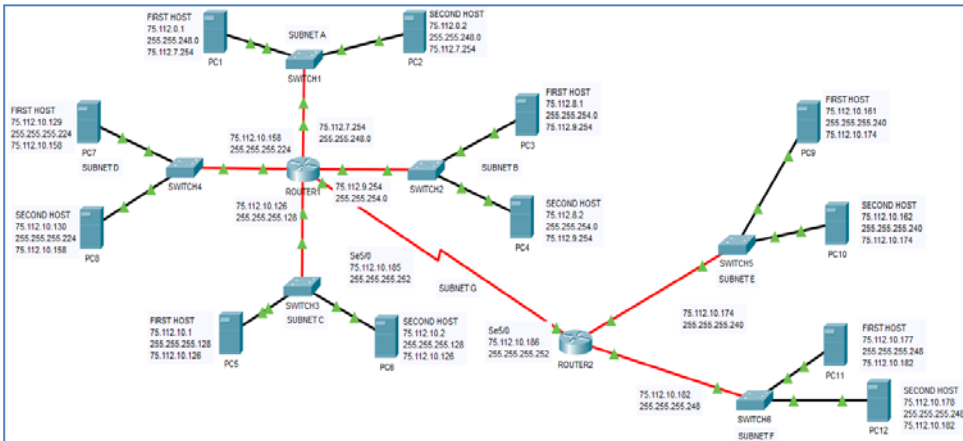 FIRST HOST
75.112.0.1
255.255.248.0
75.112.7.254
PC1
SUBNET A
SECOND HOST
75.112.0.2
255.255.248.0
75.112.7.254
PC2
SWITCH1
FIRST HOST
75.112.10.129
255.255.255.224
75.112.10.158
PC7
SUBNET D
SWITCH4
75.112.10.158
255.255.255.224
75.112.7.254
255.255.248.0
ROUTER1
FIRST HOST
75.112.8.1
255.255.254.0
75.112.9.254
PC3
SUBNET B
SWITCH2
75.112.9.254
255.255.254.0
SECOND HOST
75.112.8.2
255.255.254.0
75.112.9.254
PC4
SECOND HOST
75.112.10.130
255.255.255.224
75.112.10.158
PC8
75.112.10.126
255.255.255.128
SWITCH3
SUBNET C
FIRST HOST
75.112.10.1
255.255.255.128
75.112.10.126
PC5
SECOND HOST
75.112.10.2
255.255.255.128
75.112.10.126
PC6
Se5/0
75.112.10.185
255.255.255.252
SUBNET G
Se5/0
75.112.10.186
255.255.255.252
ROUTER2
FIRST HOST
75.112.10.161
255.255.255.240
75.112.10.174
PC9
SECOND HOST
75.112.10.162
255.255.255.240
75.112.10.174
PC10
SWITCH5
SUBNET E
75.112.10.174
255.255.255.240
FIRST HOST
75.112.10.177
255.255.255.248
75.112.10.182
PC11
75.112.10.182
255.255.255.248
SWITCH6
SUBNET F
SECOND HOST
75.112.10.178
255.255.255.248
75.112.10.182
PC12